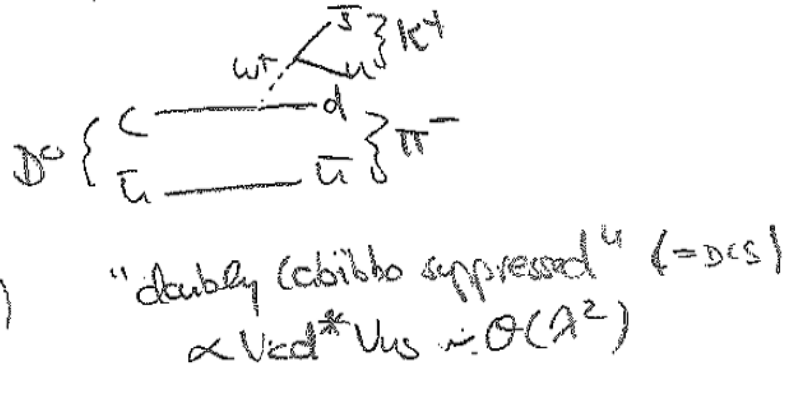 s̅ } K⁺
W⁺ u
D⁰ { c d } π⁻
u̅ u̅
) "doubly Cabibbo suppressed" (=DCS)
∝ Vcd* Vus ~ O(λ²)